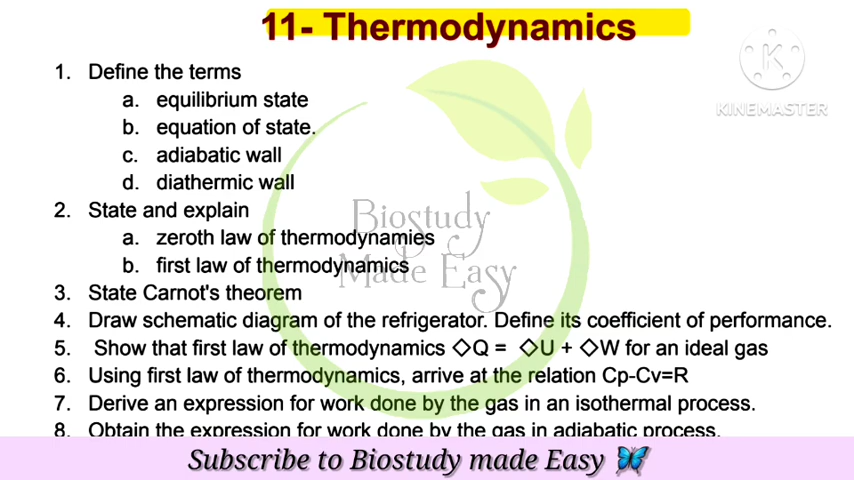 11- Thermodynamics
KINEMASTER
1. Define the terms
a. equilibrium state
b. equation of state.
c. adiabatic wall
d. diathermic wall
2. State and explain
a. zeroth law of thermodynamies
b. first law of thermodynamics
Biostudy
Made Easy
3. State Carnot's theorem
4. Draw schematic diagram of the refrigerator. Define its coefficient of performance.
5. Show that first law of thermodynamics ◇Q = ◇U + ◇W for an ideal gas
6. Using first law of thermodynamics, arrive at the relation Cp-Cv=R
7. Derive an expression for work done by the gas in an isothermal process.
8. Obtain the expression for work done by the gas in adiabatic process.
Subscribe to Biostudy made Easy 🦋